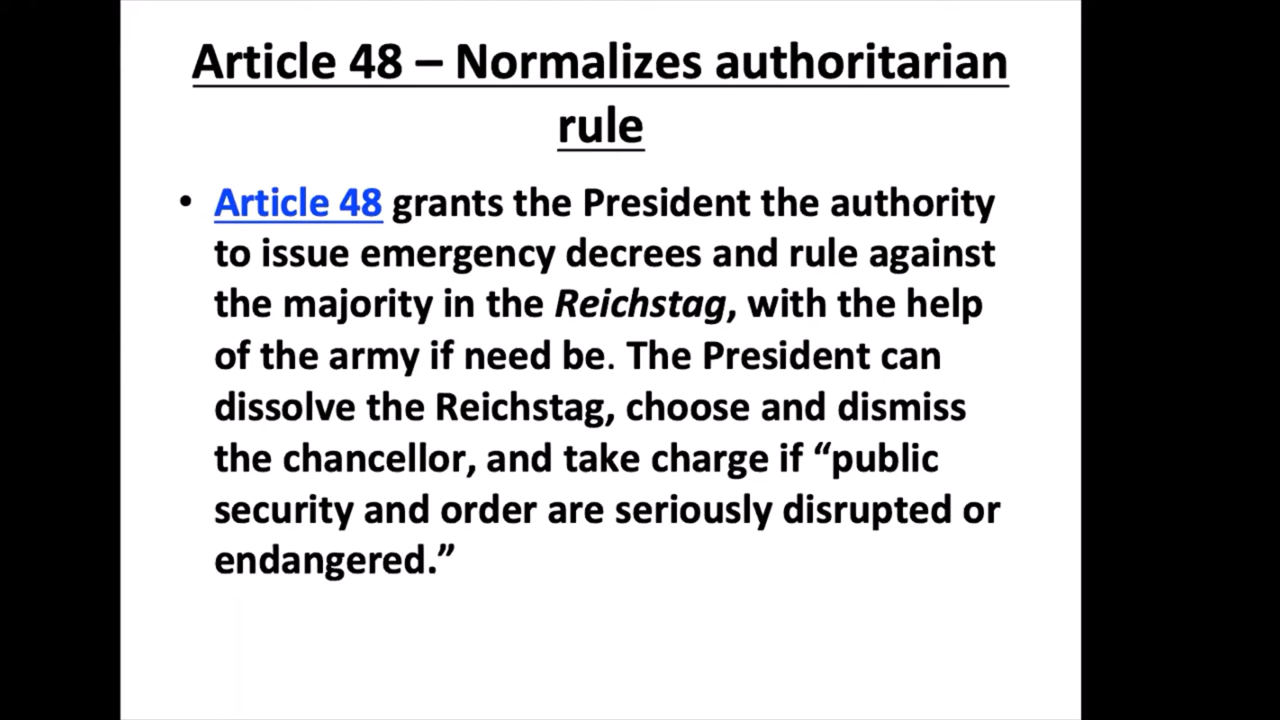 Article 48 – Normalizes authoritarian
rule
• Article 48 grants the President the authority
to issue emergency decrees and rule against
the majority in the Reichstag, with the help
of the army if need be. The President can
dissolve the Reichstag, choose and dismiss
the chancellor, and take charge if “public
security and order are seriously disrupted or
endangered.”